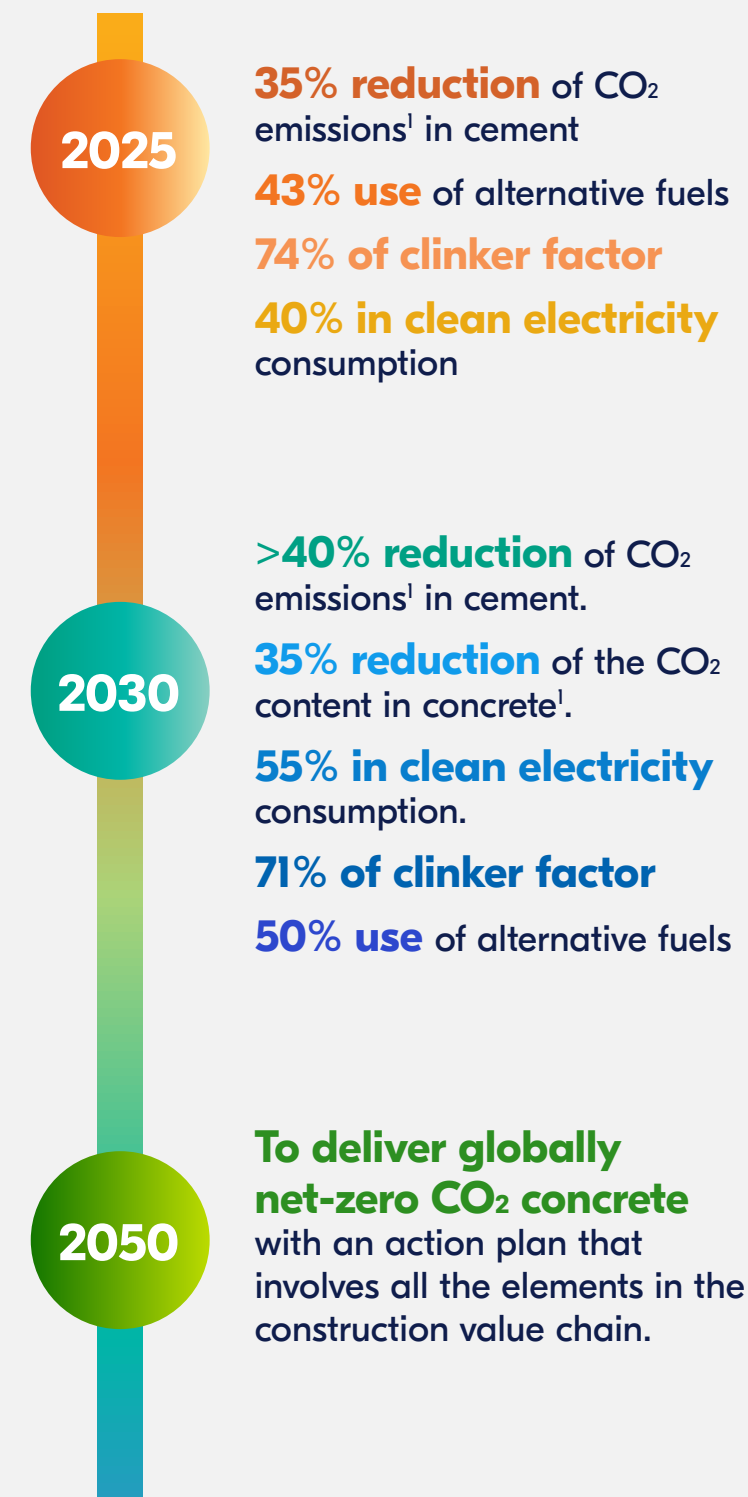 2025
35% reduction of CO₂
emissions¹ in cement
43% use of alternative fuels
74% of clinker factor
40% in clean electricity
consumption
2030
>40% reduction of CO₂
emissions¹ in cement.
35% reduction of the CO₂
content in concrete¹.
55% in clean electricity
consumption.
71% of clinker factor
50% use of alternative fuels
2050
To deliver globally
net-zero CO₂ concrete
with an action plan that
involves all the elements in the
construction value chain.